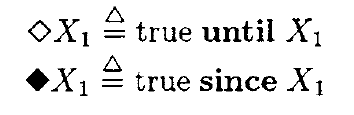 ◇X₁ ≜ true until X₁
◆X₁ ≜ true since X₁